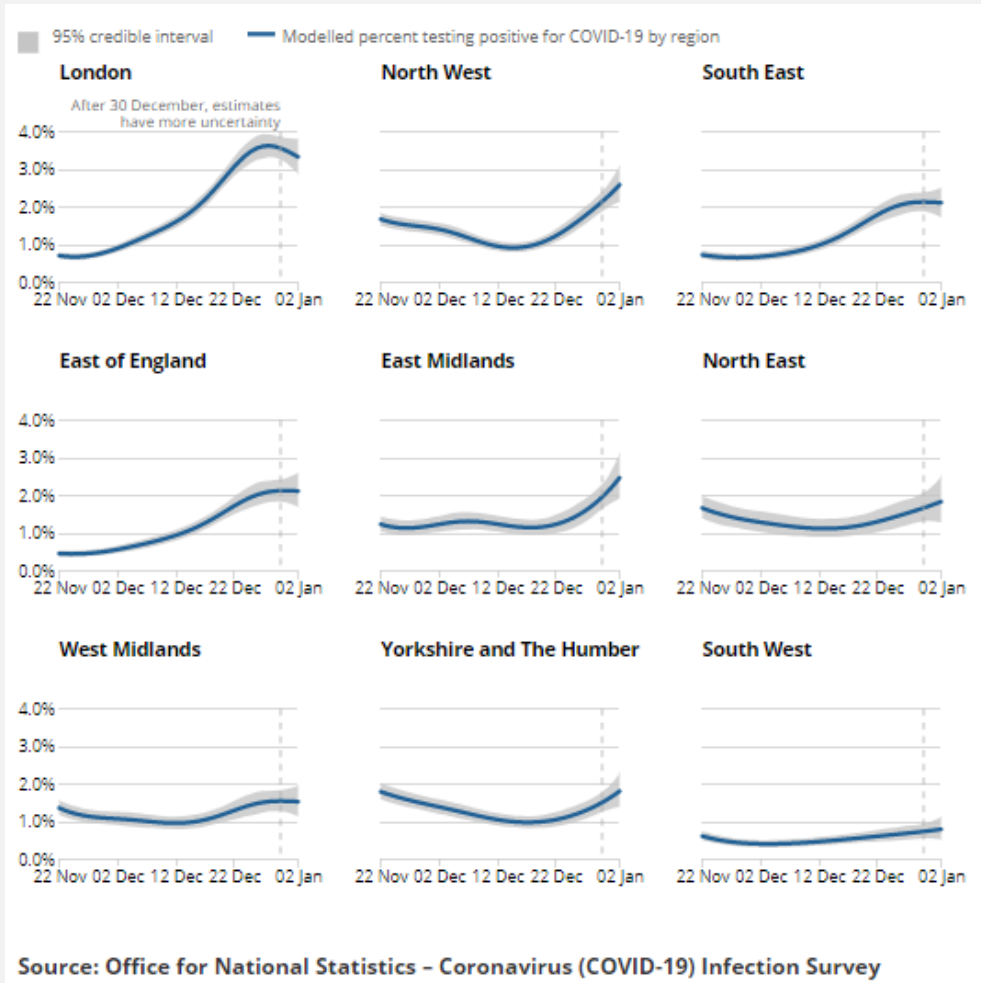 95% credible interval Modelled percent testing positive for COVID-19 by region
London North West South East
After 30 December, estimates
have more uncertainty
4.0%
3.0%
2.0%
1.0%
0.0%
22 Nov 02 Dec 12 Dec 22 Dec 02 Jan 22 Nov 02 Dec 12 Dec 22 Dec 02 Jan 22 Nov 02 Dec 12 Dec 22 Dec 02 Jan
East of England East Midlands North East
4.0%
3.0%
2.0%
1.0%
0.0%
22 Nov 02 Dec 12 Dec 22 Dec 02 Jan 22 Nov 02 Dec 12 Dec 22 Dec 02 Jan 22 Nov 02 Dec 12 Dec 22 Dec 02 Jan
West Midlands Yorkshire and The Humber South West
4.0%
3.0%
2.0%
1.0%
0.0%
22 Nov 02 Dec 12 Dec 22 Dec 02 Jan 22 Nov 02 Dec 12 Dec 22 Dec 02 Jan 22 Nov 02 Dec 12 Dec 22 Dec 02 Jan
Source: Office for National Statistics – Coronavirus (COVID-19) Infection Survey